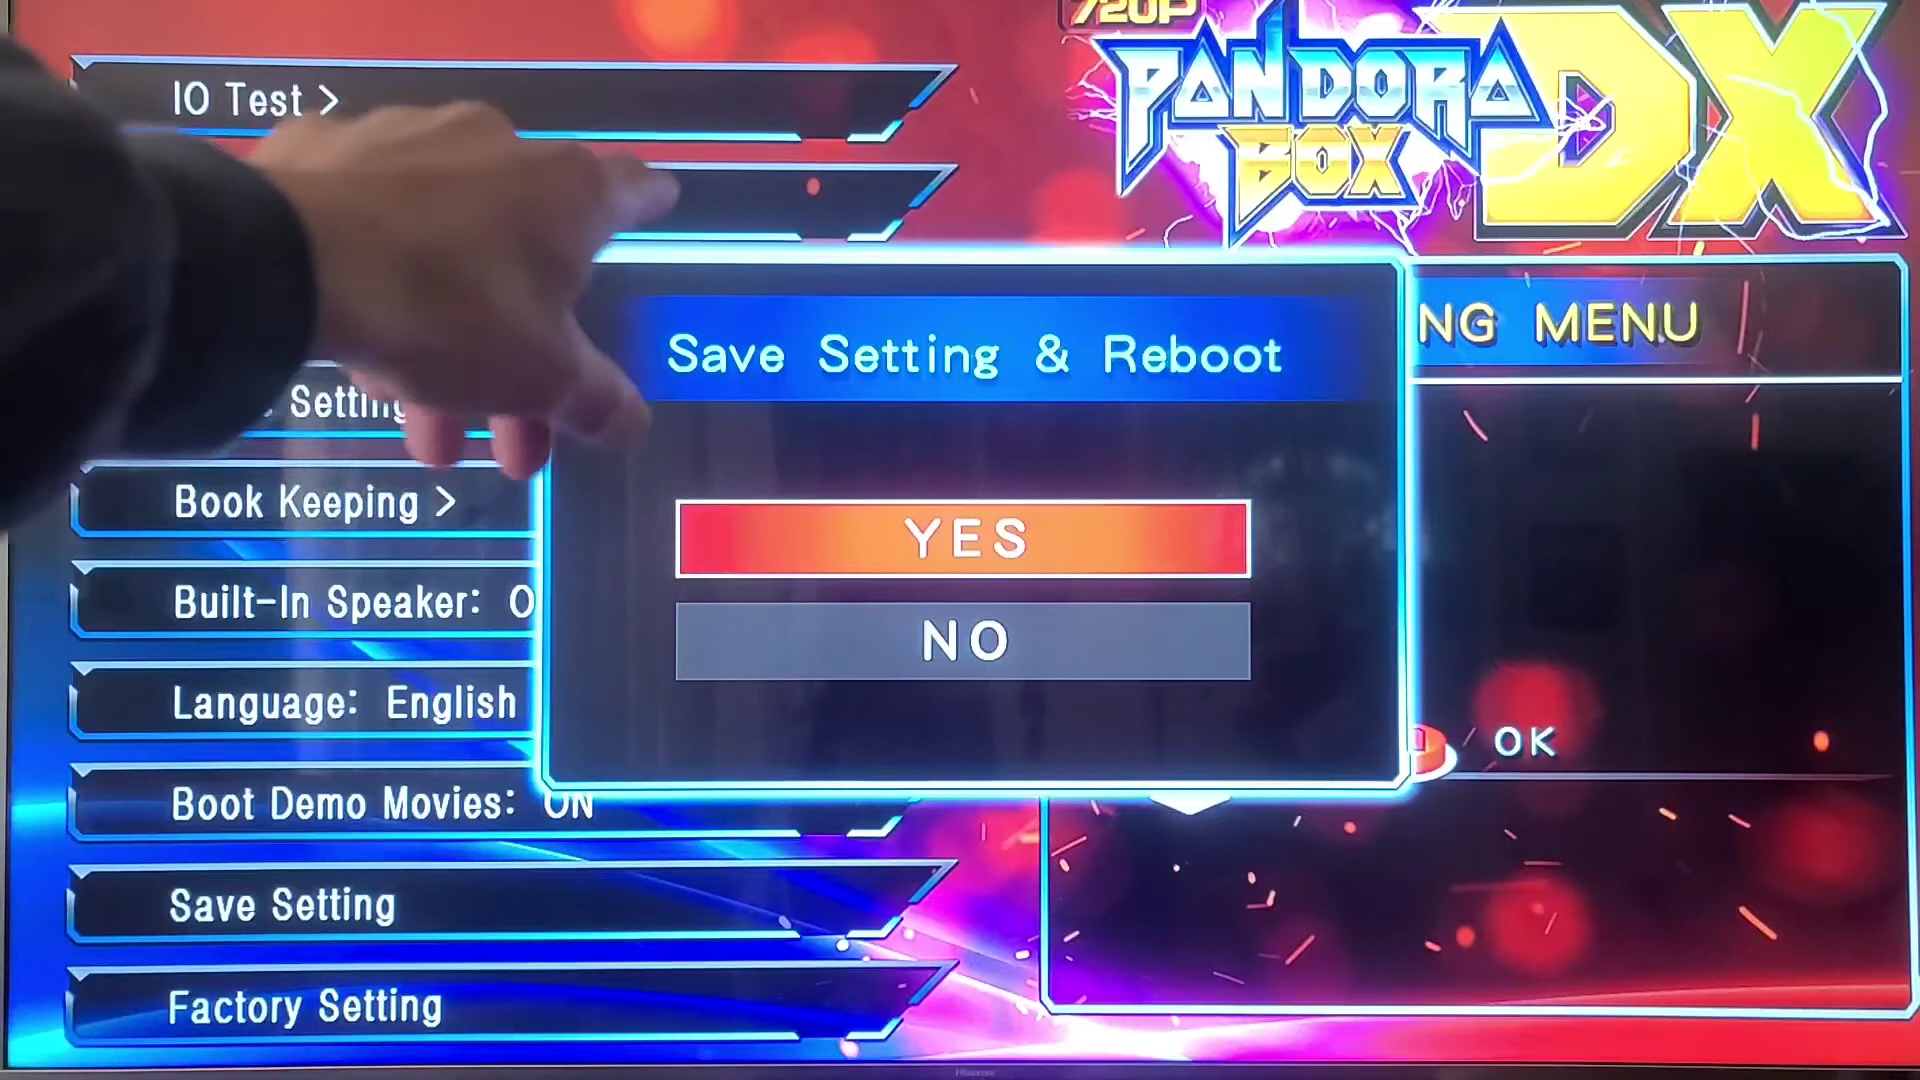 720P
PANDORA
BOX
DX
IO Test >
Setting
Book Keeping >
Built-In Speaker: O
Language: English
Boot Demo Movies: ON
Save Setting
Factory Setting
Save Setting & Reboot
YES
NO
NG MENU
OK
Hisense